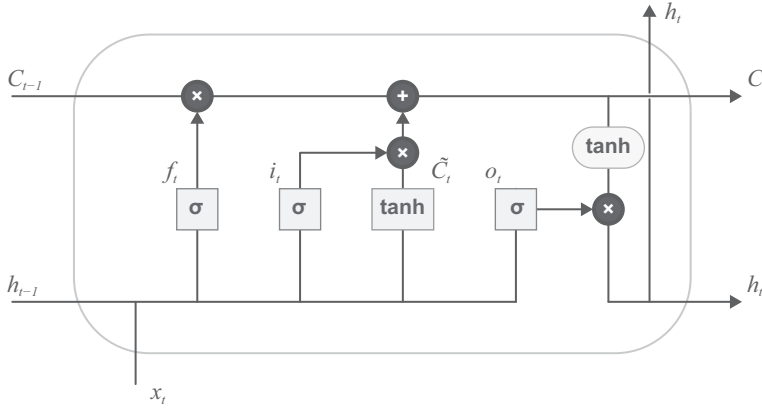 h_t
C_{t–1}
×
+
C
tanh
×
f_t
i_t
C̃_t
o_t
σ
σ
tanh
σ
×
h_{t–1}
h_t
x_t